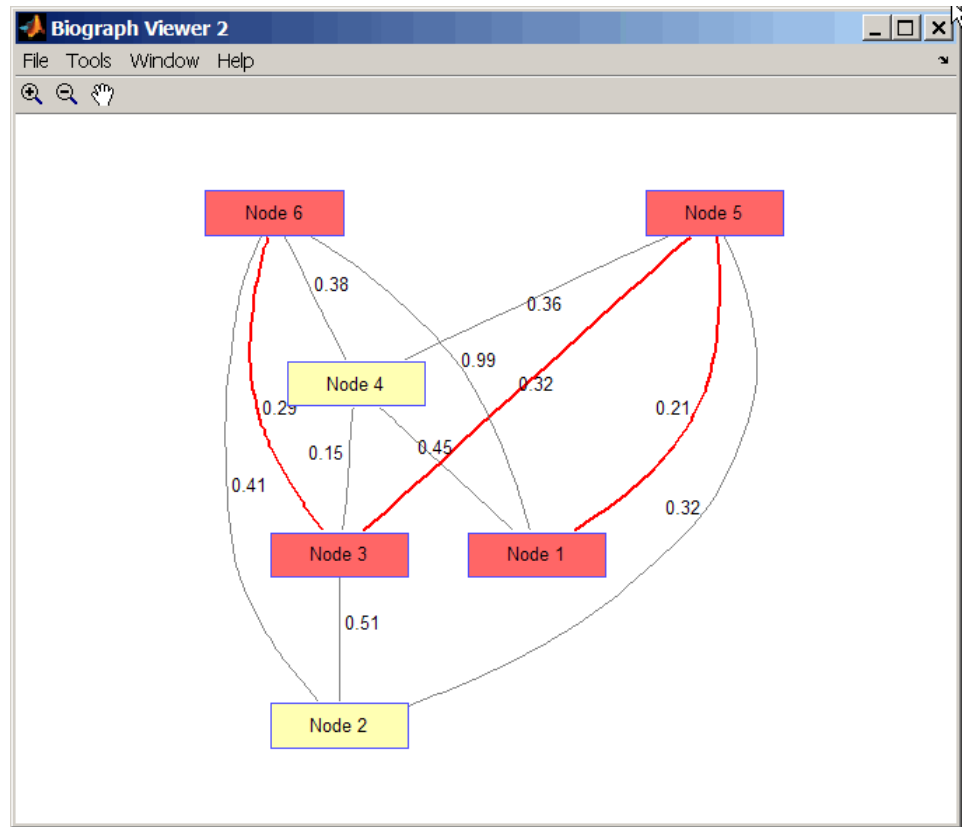 Biograph Viewer 2
File Tools Window Help
Node 6
Node 5
0.38
0.36
0.99
Node 4
0.32
0.29
0.21
0.45
0.15
0.41
0.32
Node 3
Node 1
0.51
Node 2